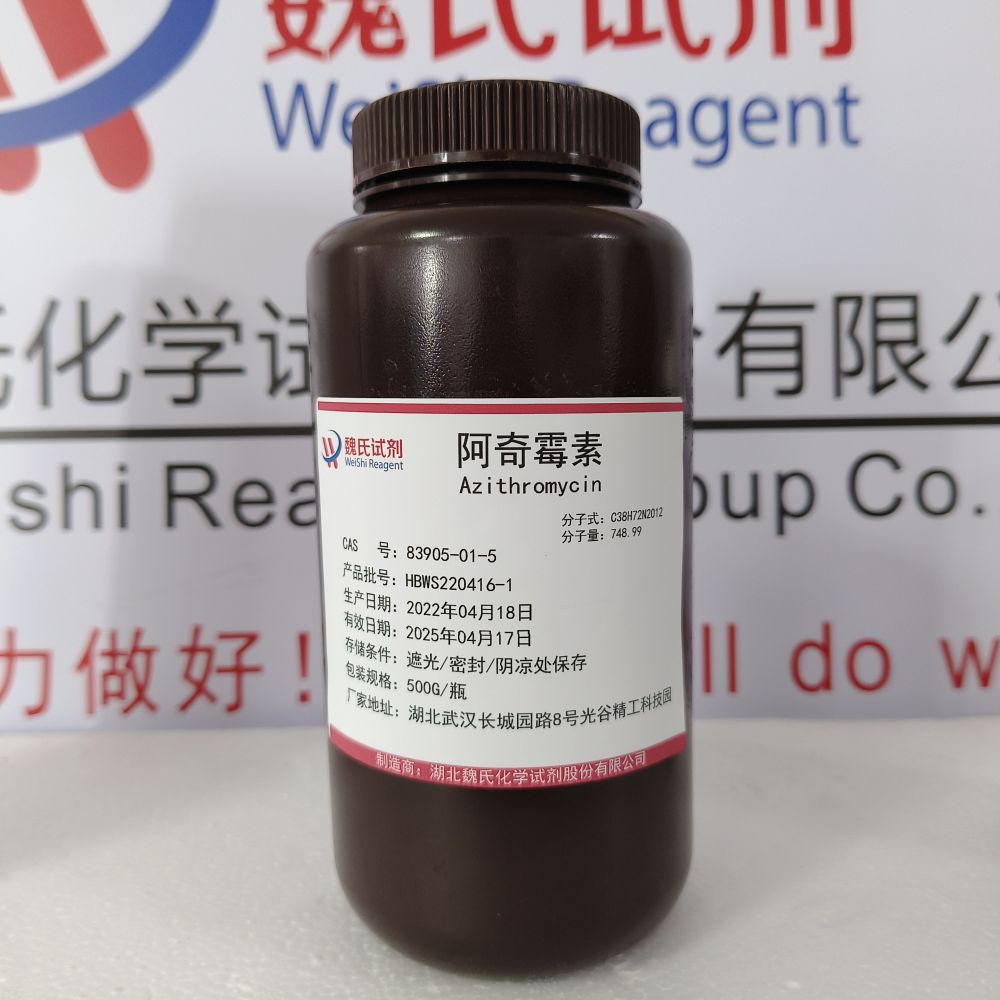 魏氏试剂
WeiShi Reagent
氏化学试 份有限公
shi Rea oup Co.
力做好! ll do w
魏氏试剂
WeiShi Reagent
阿奇霉素
Azithromycin
分子式: C38H72N2O12
分子量: 748.99
CAS 号: 83905-01-5
产品批号: HBWS220416-1
生产日期: 2022年04月18日
有效日期: 2025年04月17日
存储条件: 遮光/密封/阴凉处保存
包装规格: 500G/瓶
厂家地址: 湖北武汉长城园路8号光谷精工科技园
制造商: 湖北魏氏化学试剂股份有限公司